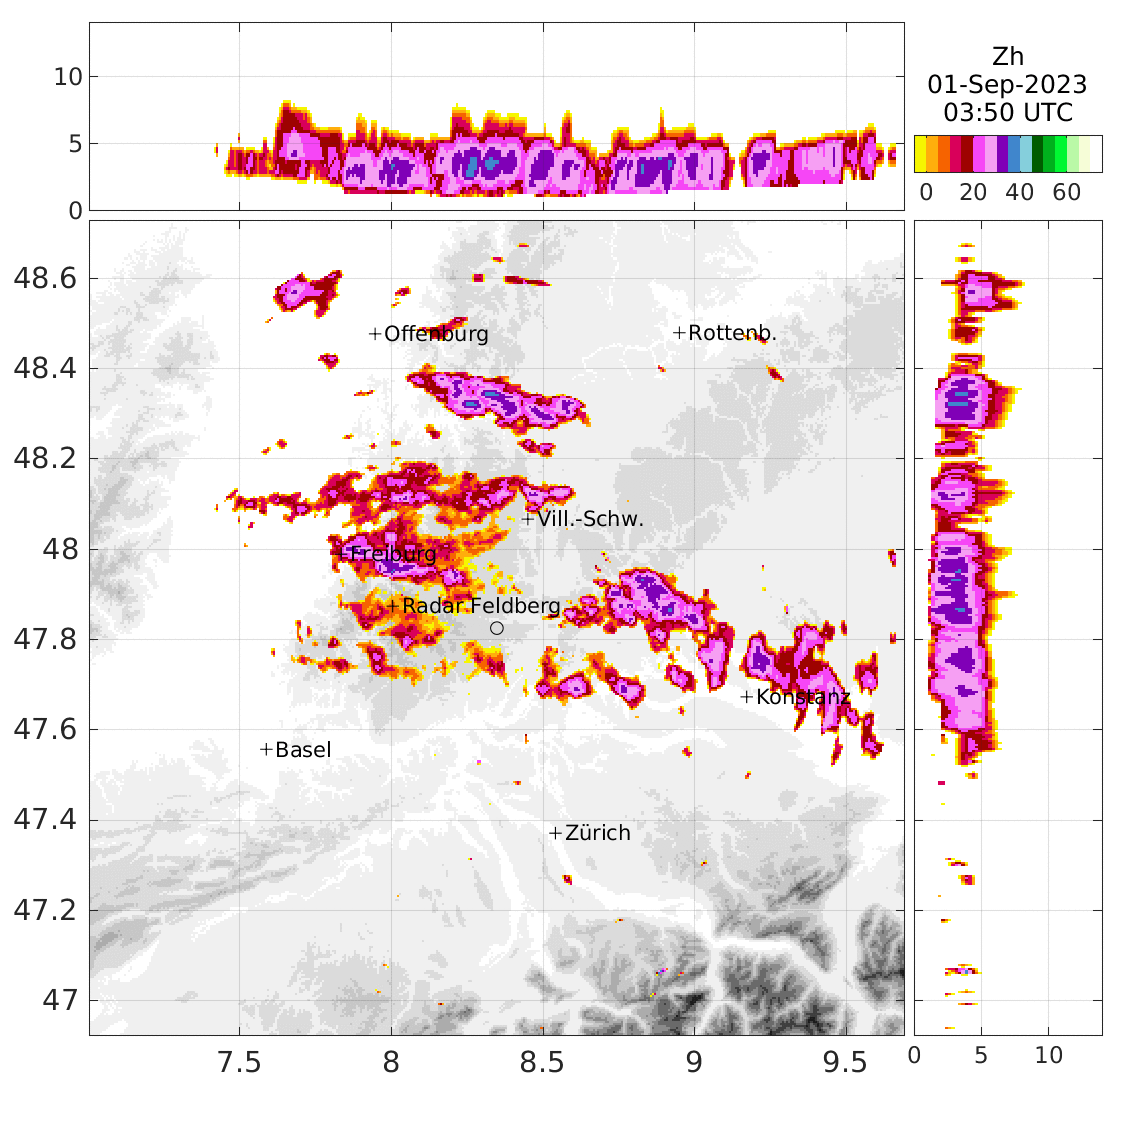 Zh
01-Sep-2023
03:50 UTC
0 20 40 60
10
5
0
48.6
48.4
48.2
48
47.8
47.6
47.4
47.2
47
Offenburg
Rottenb.
Vill.-Schw.
Freiburg
Radar Feldberg
Konstanz
Basel
Zürich
7.5 8 8.5 9 9.5
0 5 10